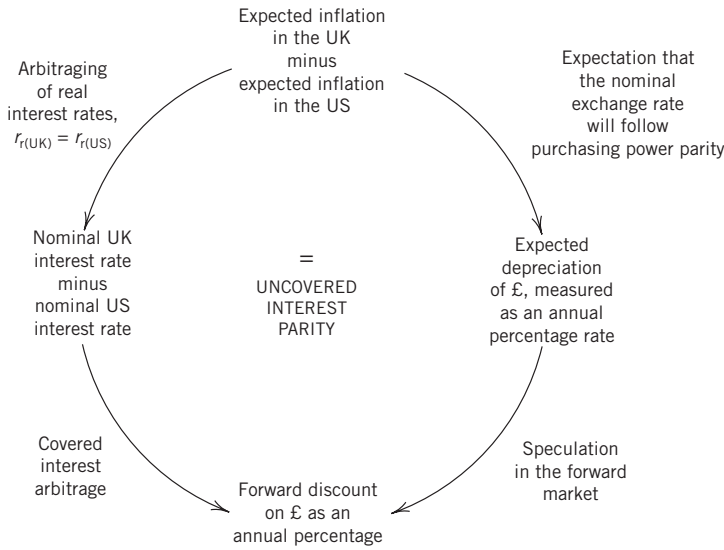 Expected inflation
in the UK
minus
expected inflation
in the US
Arbitraging
of real
interest rates,
r_r(UK) = r_r(US)
Expectation that
the nominal
exchange rate
will follow
purchasing power parity
Nominal UK
interest rate
minus
nominal US
interest rate
=
UNCOVERED
INTEREST
PARITY
Expected
depreciation
of £, measured
as an annual
percentage rate
Covered
interest
arbitrage
Speculation
in the forward
market
Forward discount
on £ as an
annual percentage